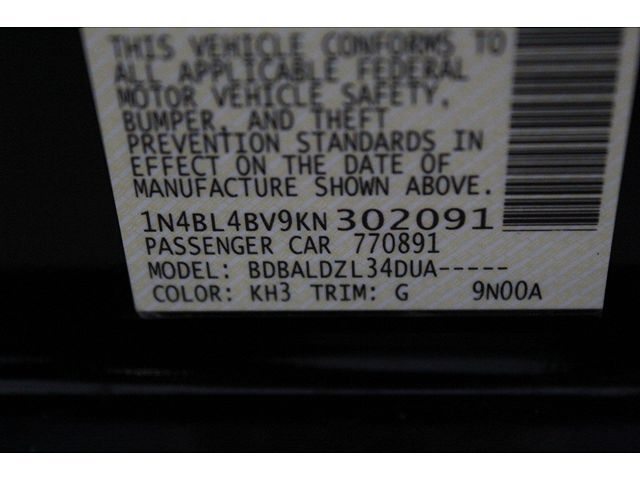 THIS VEHICLE CONFORMS TO
ALL APPLICABLE FEDERAL
MOTOR VEHICLE SAFETY,
BUMPER, AND THEFT
PREVENTION STANDARDS IN
EFFECT ON THE DATE OF
MANUFACTURE SHOWN ABOVE.
1N4BL4BV9KN302091
PASSENGER CAR 770891
MODEL: BDBALDZL34DUA-----
COLOR: KH3 TRIM: G 9N00A